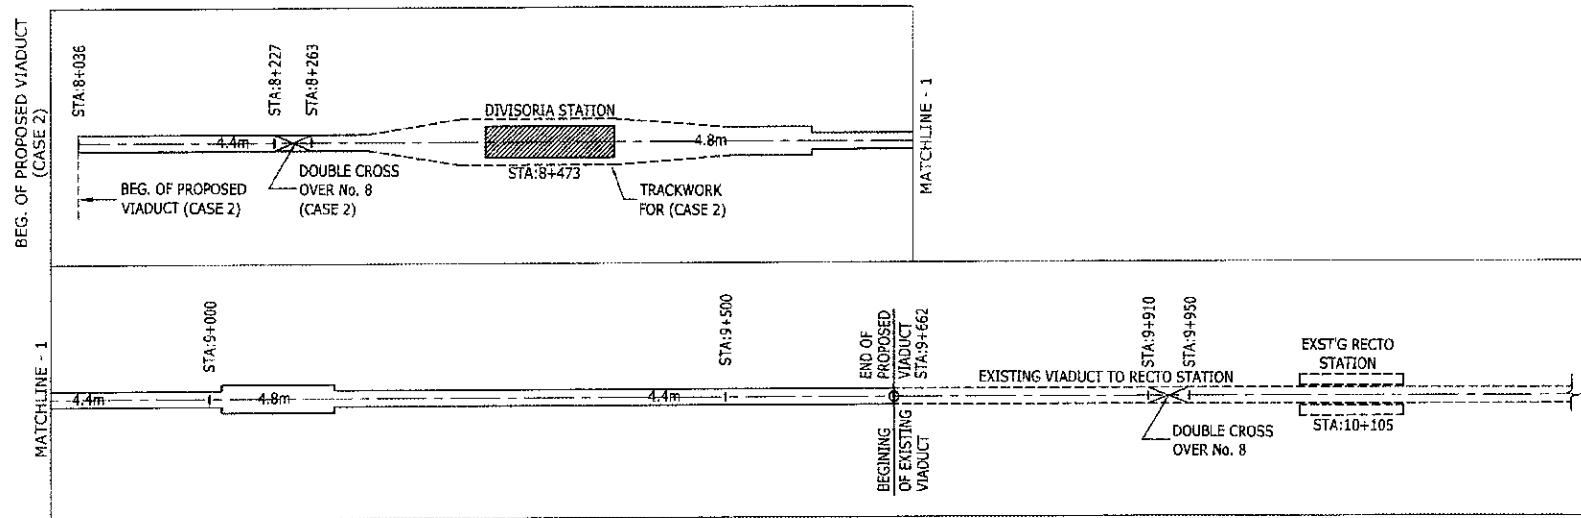 BEG. OF PROPOSED VIADUCT
(CASE 2)
STA:8+036
STA:8+227
STA:8+263
DIVISORIA STATION
4.4m
4.8m
STA:8+473
BEG. OF PROPOSED
VIADUCT (CASE 2)
DOUBLE CROSS
OVER No. 8
(CASE 2)
TRACKWORK
FOR (CASE 2)
MATCHLINE - 1
MATCHLINE - 1
STA:9+000
STA:9+500
END OF
PROPOSED
VIADUCT
STA:9+662
STA:9+910
STA:9+950
EXST'G RECTO
STATION
EXISTING VIADUCT TO RECTO STATION
4.4m
4.8m
4.4m
STA:10+105
DOUBLE CROSS
OVER No. 8
BEGINING
OF EXISTING
VIADUCT